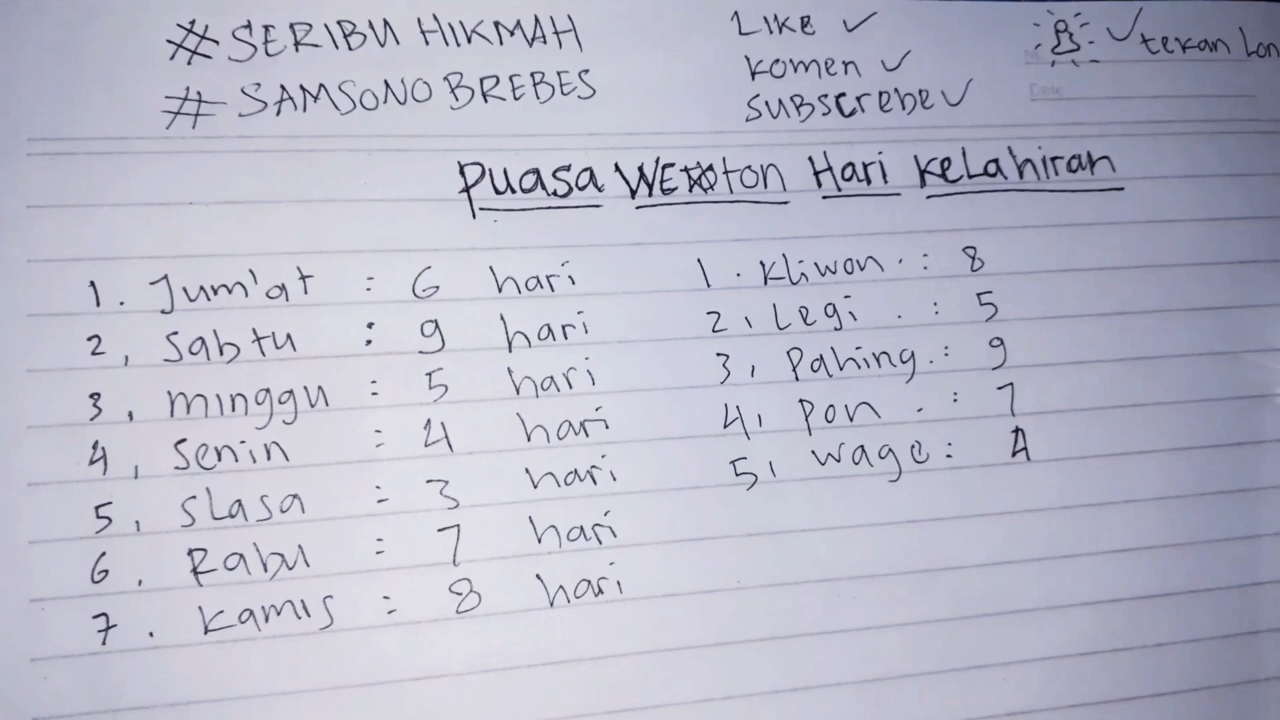 # SERIBU HIKMAH
# SAMSONO BREBES
LIKE ✓
komen ✓
SUBScrebe ✓
✓ tekan Lon
Date
Puasa WEton Hari KeLahiran
1. Jum'at : 6 hari
2, Sabtu : 9 hari
3, minggu : 5 hari
4, Senin : 4 hari
5, SLasa : 3 hari
6. Rabu : 7 hari
7. Kamis : 8 hari
1. Kliwon : 8
2, Legi . : 5
3, Pahing . : 9
4, Pon . : 7
5, wage : 4